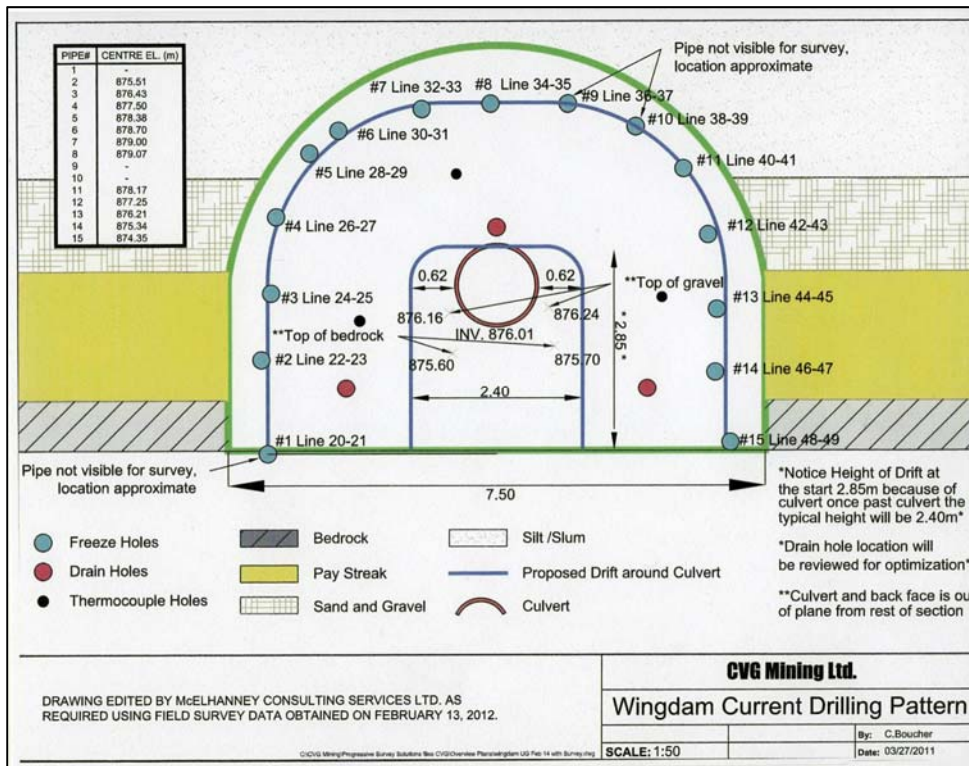 PIPE# CENTRE EL. (m)
1 -
2 875.51
3 876.43
4 877.50
5 878.38
6 878.70
7 879.00
8 879.07
9 -
10 -
11 878.17
12 877.25
13 876.21
14 875.34
15 874.35
Pipe not visible for survey,
location approximate
#7 Line 32-33
#8 Line 34-35
#9 Line 36-37
#6 Line 30-31
#10 Line 38-39
#5 Line 28-29
#11 Line 40-41
#4 Line 26-27
#12 Line 42-43
0.62
0.62
**Top of gravel
#3 Line 24-25
#13 Line 44-45
876.16
876.24
**Top of bedrock
INV. 876.01
* 2.85 *
875.60
875.70
#2 Line 22-23
#14 Line 46-47
2.40
#1 Line 20-21
#15 Line 48-49
Pipe not visible for survey,
location approximate
7.50
*Notice Height of Drift at
the start 2.85m because of
culvert once past culvert the
typical height will be 2.40m*
*Drain hole location will
be reviewed for optimization*
**Culvert and back face is ou
of plane from rest of section
Freeze Holes
Drain Holes
Thermocouple Holes
Bedrock
Pay Streak
Sand and Gravel
Silt /Slum
Proposed Drift around Culvert
Culvert
DRAWING EDITED BY McELHANNEY CONSULTING SERVICES LTD. AS
REQUIRED USING FIELD SURVEY DATA OBTAINED ON FEBRUARY 13, 2012.
CVG Mining Ltd.
Wingdam Current Drilling Pattern
By: C.Boucher
SCALE: 1:50
Date: 03/27/2011